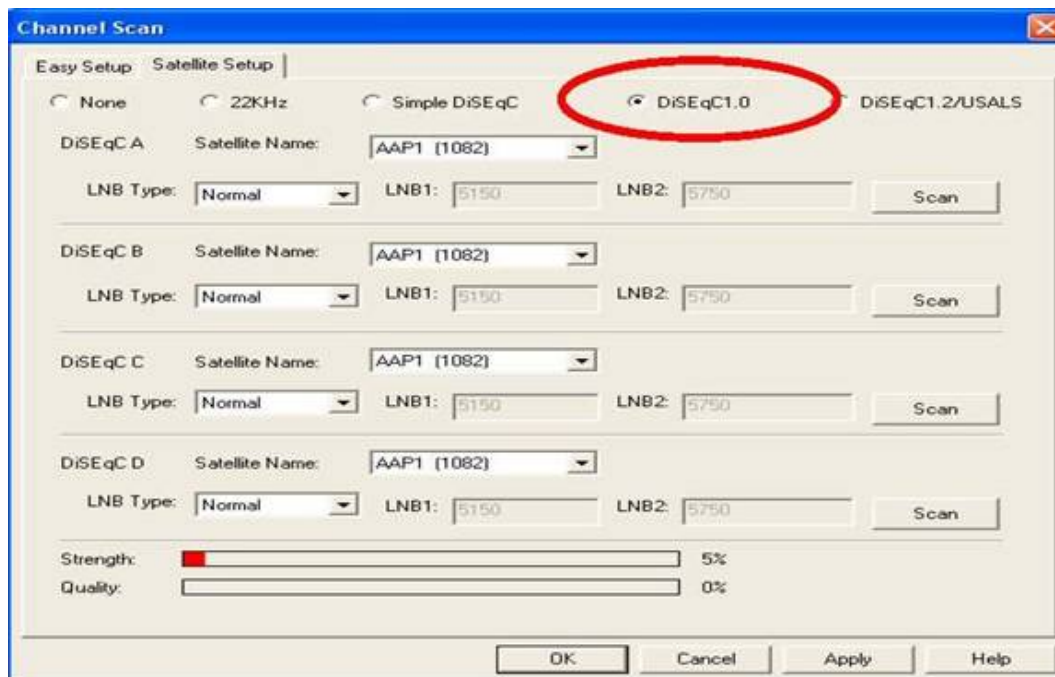 Channel Scan
Easy Setup Satellite Setup
None 22KHz Simple DiSEqC DiSEqC1.0 DiSEqC1.2/USALS
DiSEqC A Satellite Name: AAP1 (1082)
LNB Type: Normal LNB1: 5150 LNB2: 5750 Scan
DiSEqC B Satellite Name: AAP1 (1082)
LNB Type: Normal LNB1: 5150 LNB2: 5750 Scan
DiSEqC C Satellite Name: AAP1 (1082)
LNB Type: Normal LNB1: 5150 LNB2: 5750 Scan
DiSEqC D Satellite Name: AAP1 (1082)
LNB Type: Normal LNB1: 5150 LNB2: 5750 Scan
Strength: 5%
Quality: 0%
OK Cancel Apply Help